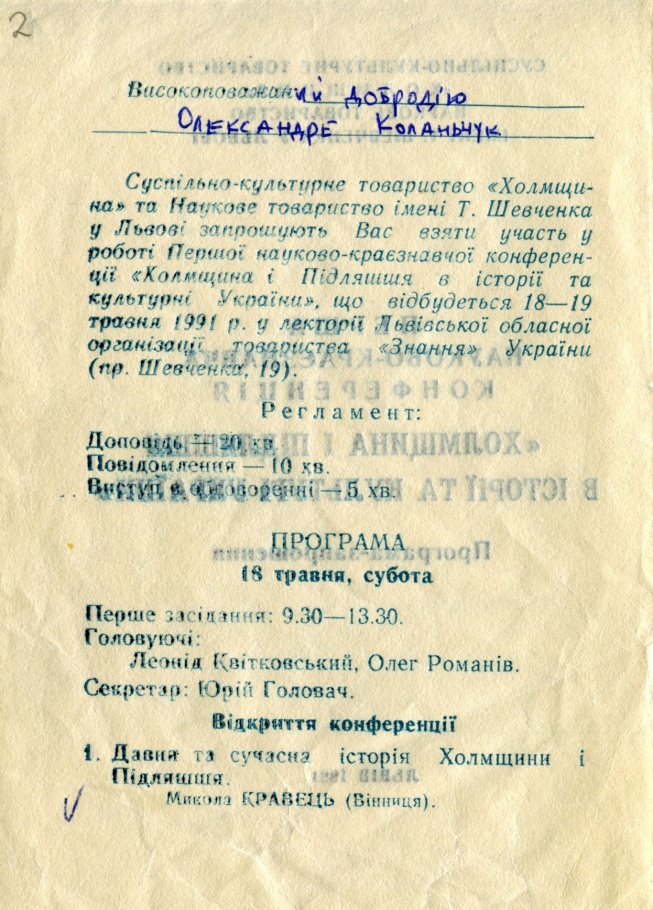 2
Високоповажаний добродію
Олександре Коланьчук
Суспільно-культурне товариство «Холмщи-
на» та Наукове товариство імені Т. Шевченка
у Львові запрошують Вас взяти участь у
роботі Першої науково-краєзнавчої конферен-
ції «Холмщина і Підляшшя в історії та
культурні України», що відбудеться 18—19
травня 1991 р. у лекторії Львівської обласної
організації товариства «Знання» України
(пр. Шевченка, 19).
Регламент:
Доповідь — 20 хв.
Повідомлення — 10 хв.
Виступ в обговоренні — 5 хв.
ПРОГРАМА
18 травня, субота
Перше засідання: 9.30—13.30.
Головуючі:
Леонід Квітковський, Олег Романів.
Секретар: Юрій Головач.
Відкриття конференції
1. Давня та сучасна історія Холмщини і
Підляшшя.
Микола КРАВЕЦЬ (Вінниця).